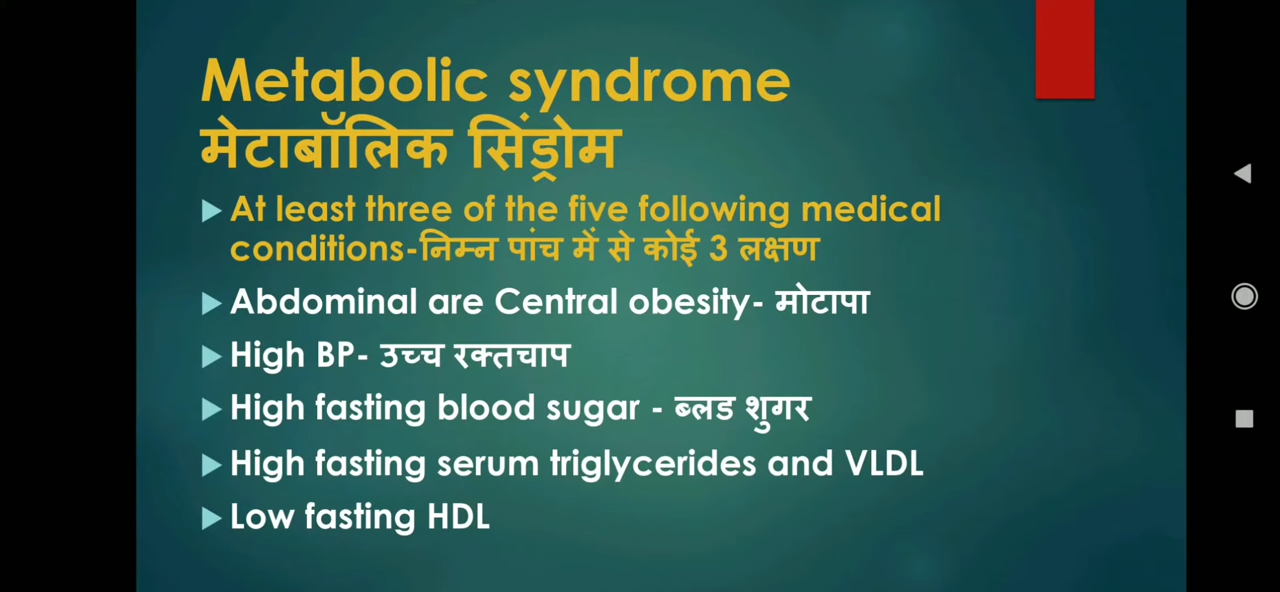 Metabolic syndrome
मेटाबॉलिक सिंड्रोम
At least three of the five following medical
conditions-निम्न पांच में से कोई 3 लक्षण
Abdominal are Central obesity- मोटापा
High BP- उच्च रक्तचाप
High fasting blood sugar - ब्लड शुगर
High fasting serum triglycerides and VLDL
Low fasting HDL